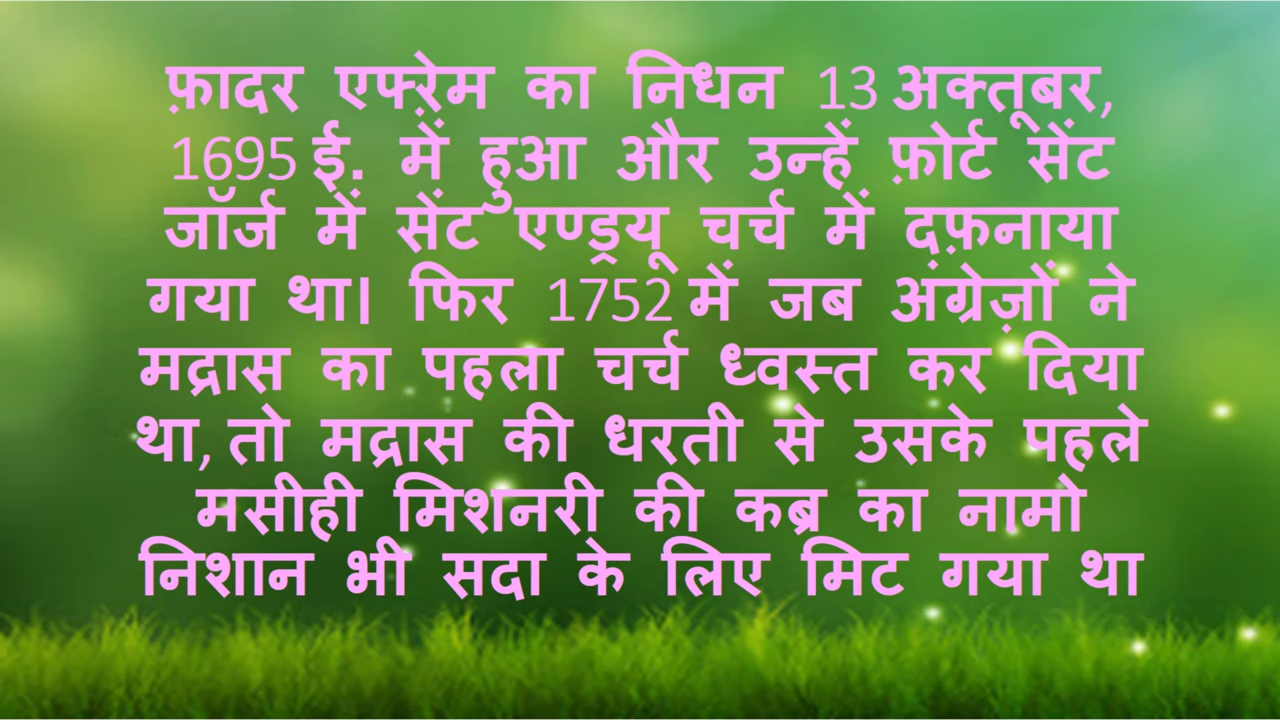 फ़ादर एफ्रेम का निधन 13 अक्तूबर,
1695 ई. में हुआ और उन्हें फ़ोर्ट सेंट
जॉर्ज में सेंट एण्ड्रयू चर्च में दफ़नाया
गया था। फिर 1752 में जब अंग्रेज़ों ने
मद्रास का पहला चर्च ध्वस्त कर दिया
था, तो मद्रास की धरती से उसके पहले
मसीही मिशनरी की कब्र का नामो
निशान भी सदा के लिए मिट गया था